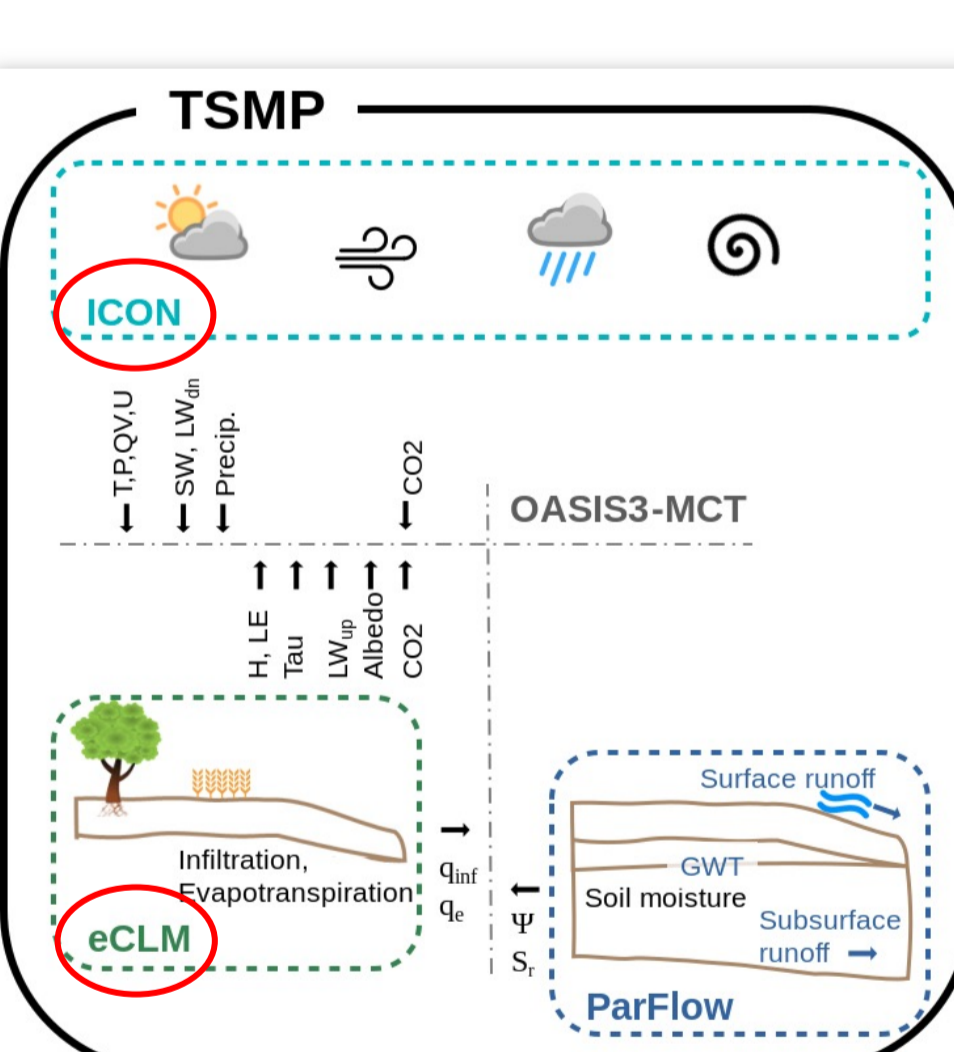 TSMP
ICON
T,P,QV,U
SW, LWdn
Precip.
CO2
OASIS3-MCT
H, LE
Tau
LWup
Albedo
CO2
Infiltration,
Evapotranspiration
eCLM
qinf
qe
Ψ
Sr
Surface runoff
GWT
Soil moisture
Subsurface
runoff
ParFlow